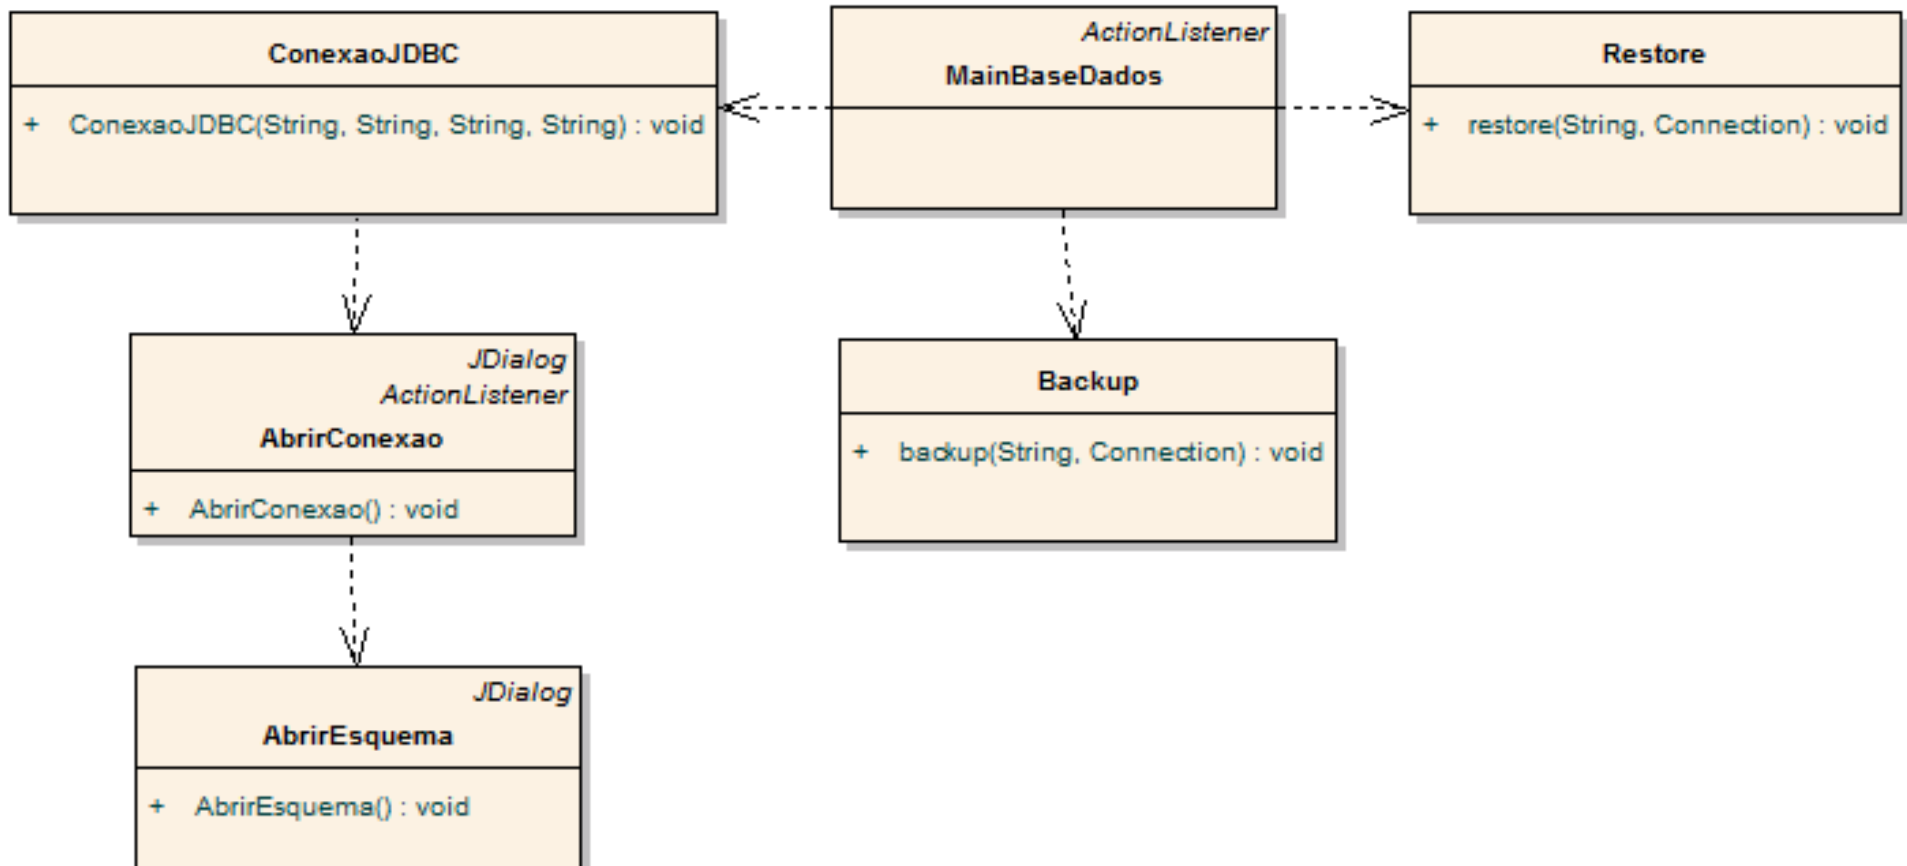 ConexaoJDBC
+ ConexaoJDBC(String, String, String, String) : void
ActionListener
MainBaseDados
Restore
+ restore(String, Connection) : void
JDialog
ActionListener
AbrirConexao
+ AbrirConexao() : void
Backup
+ backup(String, Connection) : void
JDialog
AbrirEsquema
+ AbrirEsquema() : void